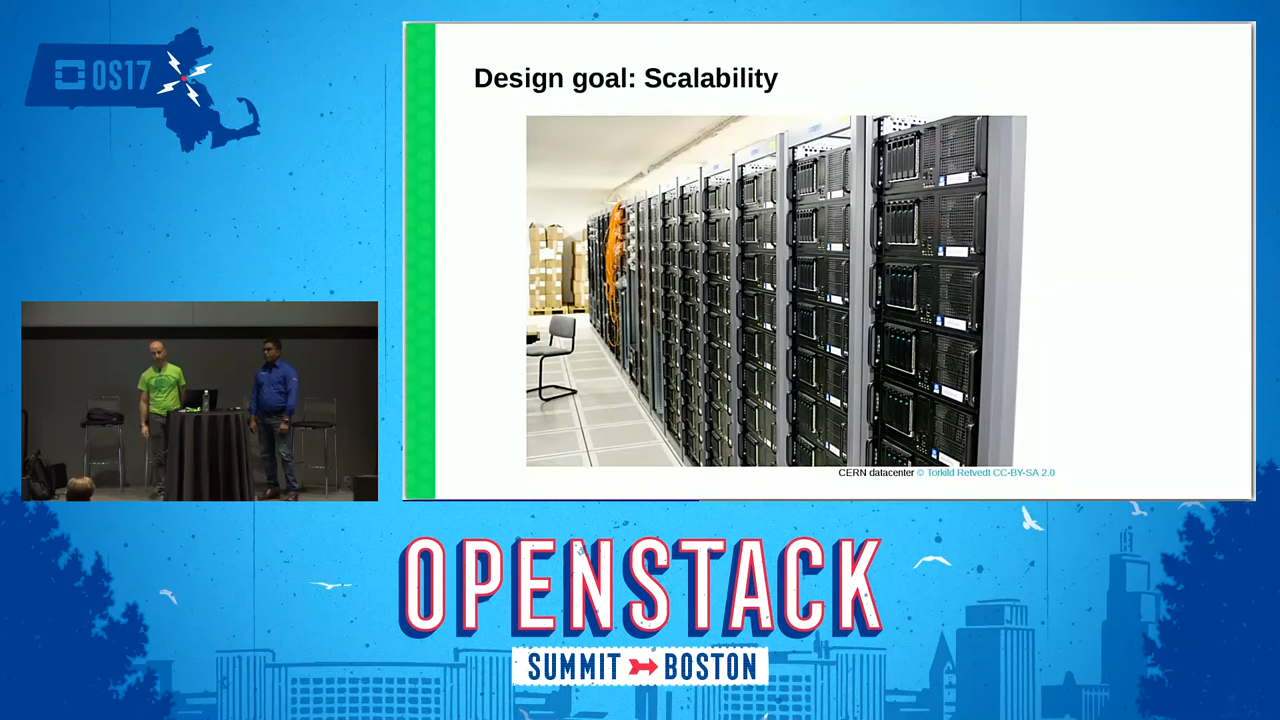 OS17
Design goal: Scalability
CERN datacenter © Torkild Retvedt CC-BY-SA 2.0
OPENSTACK
SUMMIT BOSTON